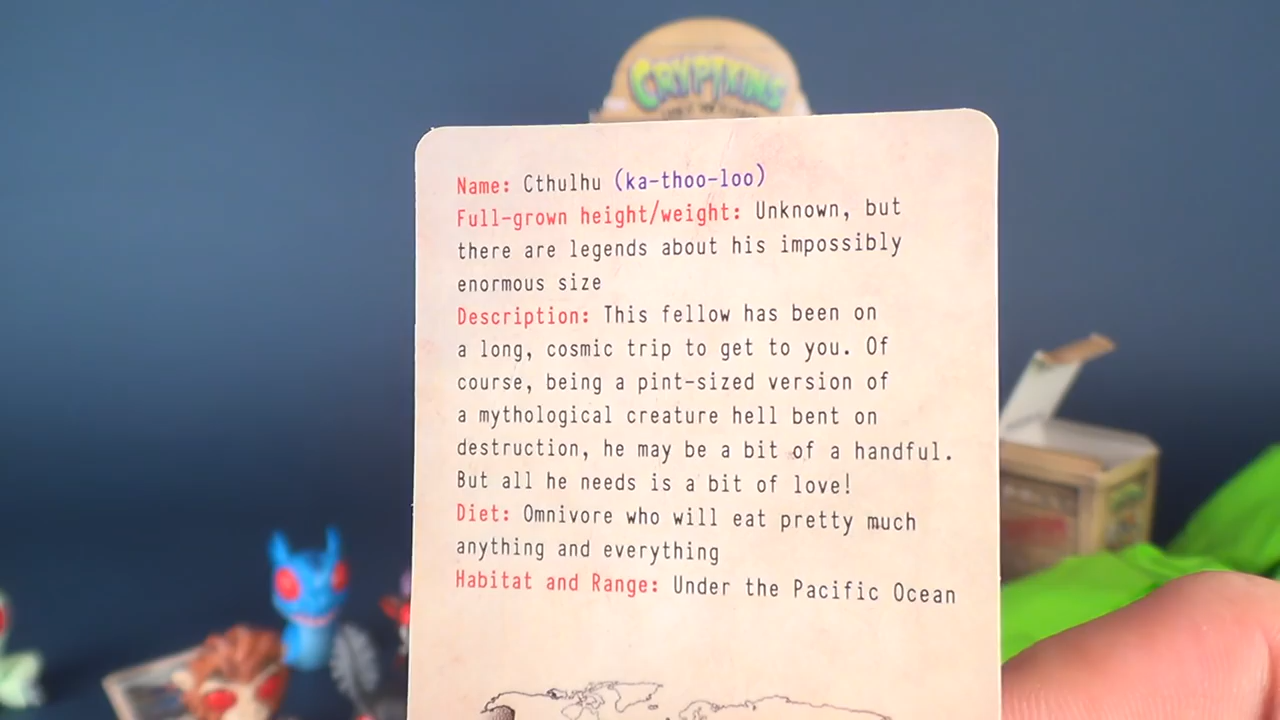 CRYPTKINS
Name: Cthulhu (ka-thoo-loo)
Full-grown height/weight: Unknown, but
there are legends about his impossibly
enormous size
Description: This fellow has been on
a long, cosmic trip to get to you. Of
course, being a pint-sized version of
a mythological creature hell bent on
destruction, he may be a bit of a handful.
But all he needs is a bit of love!
Diet: Omnivore who will eat pretty much
anything and everything
Habitat and Range: Under the Pacific Ocean